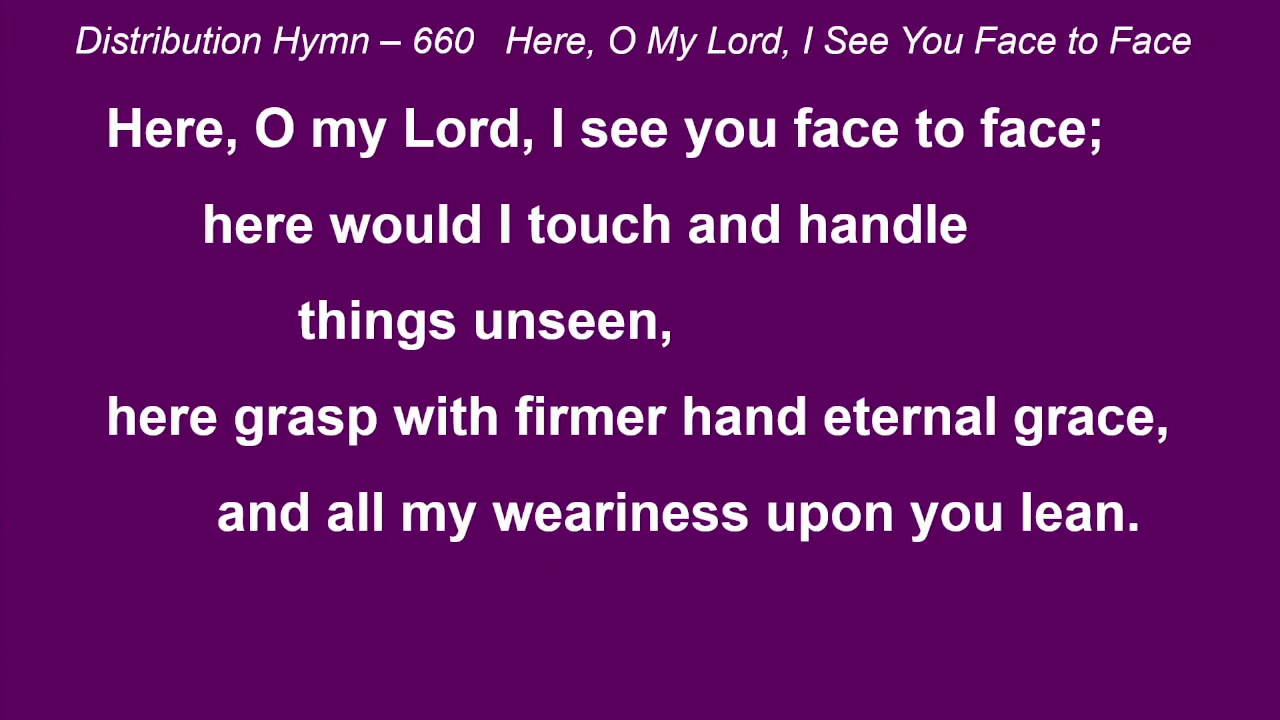 Distribution Hymn – 660 Here, O My Lord, I See You Face to Face
Here, O my Lord, I see you face to face;
here would I touch and handle
things unseen,
here grasp with firmer hand eternal grace,
and all my weariness upon you lean.